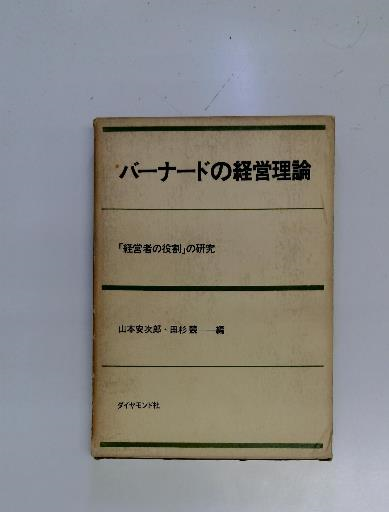 バーナードの経営理論
「経営者の役割」の研究
山本安次郎・田杉競――編
ダイヤモンド社